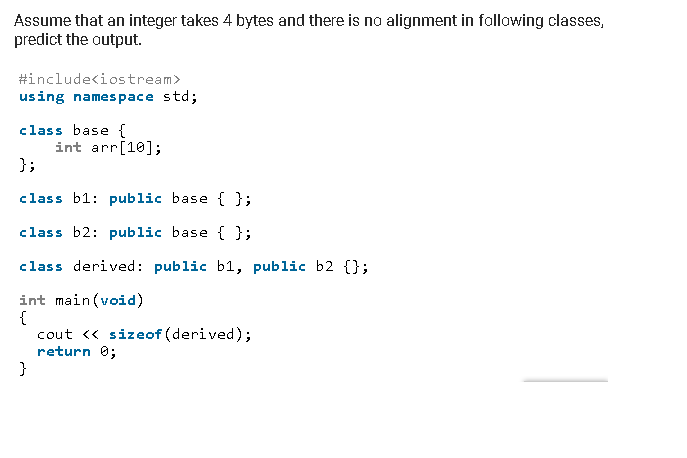 Assume that an integer takes 4 bytes and there is no alignment in following classes,
predict the output.
#include<iostream>
using namespace std;
class base {
    int arr[10];
};
class b1: public base { };
class b2: public base { };
class derived: public b1, public b2 {};
int main(void)
{
  cout << sizeof(derived);
  return 0;
}